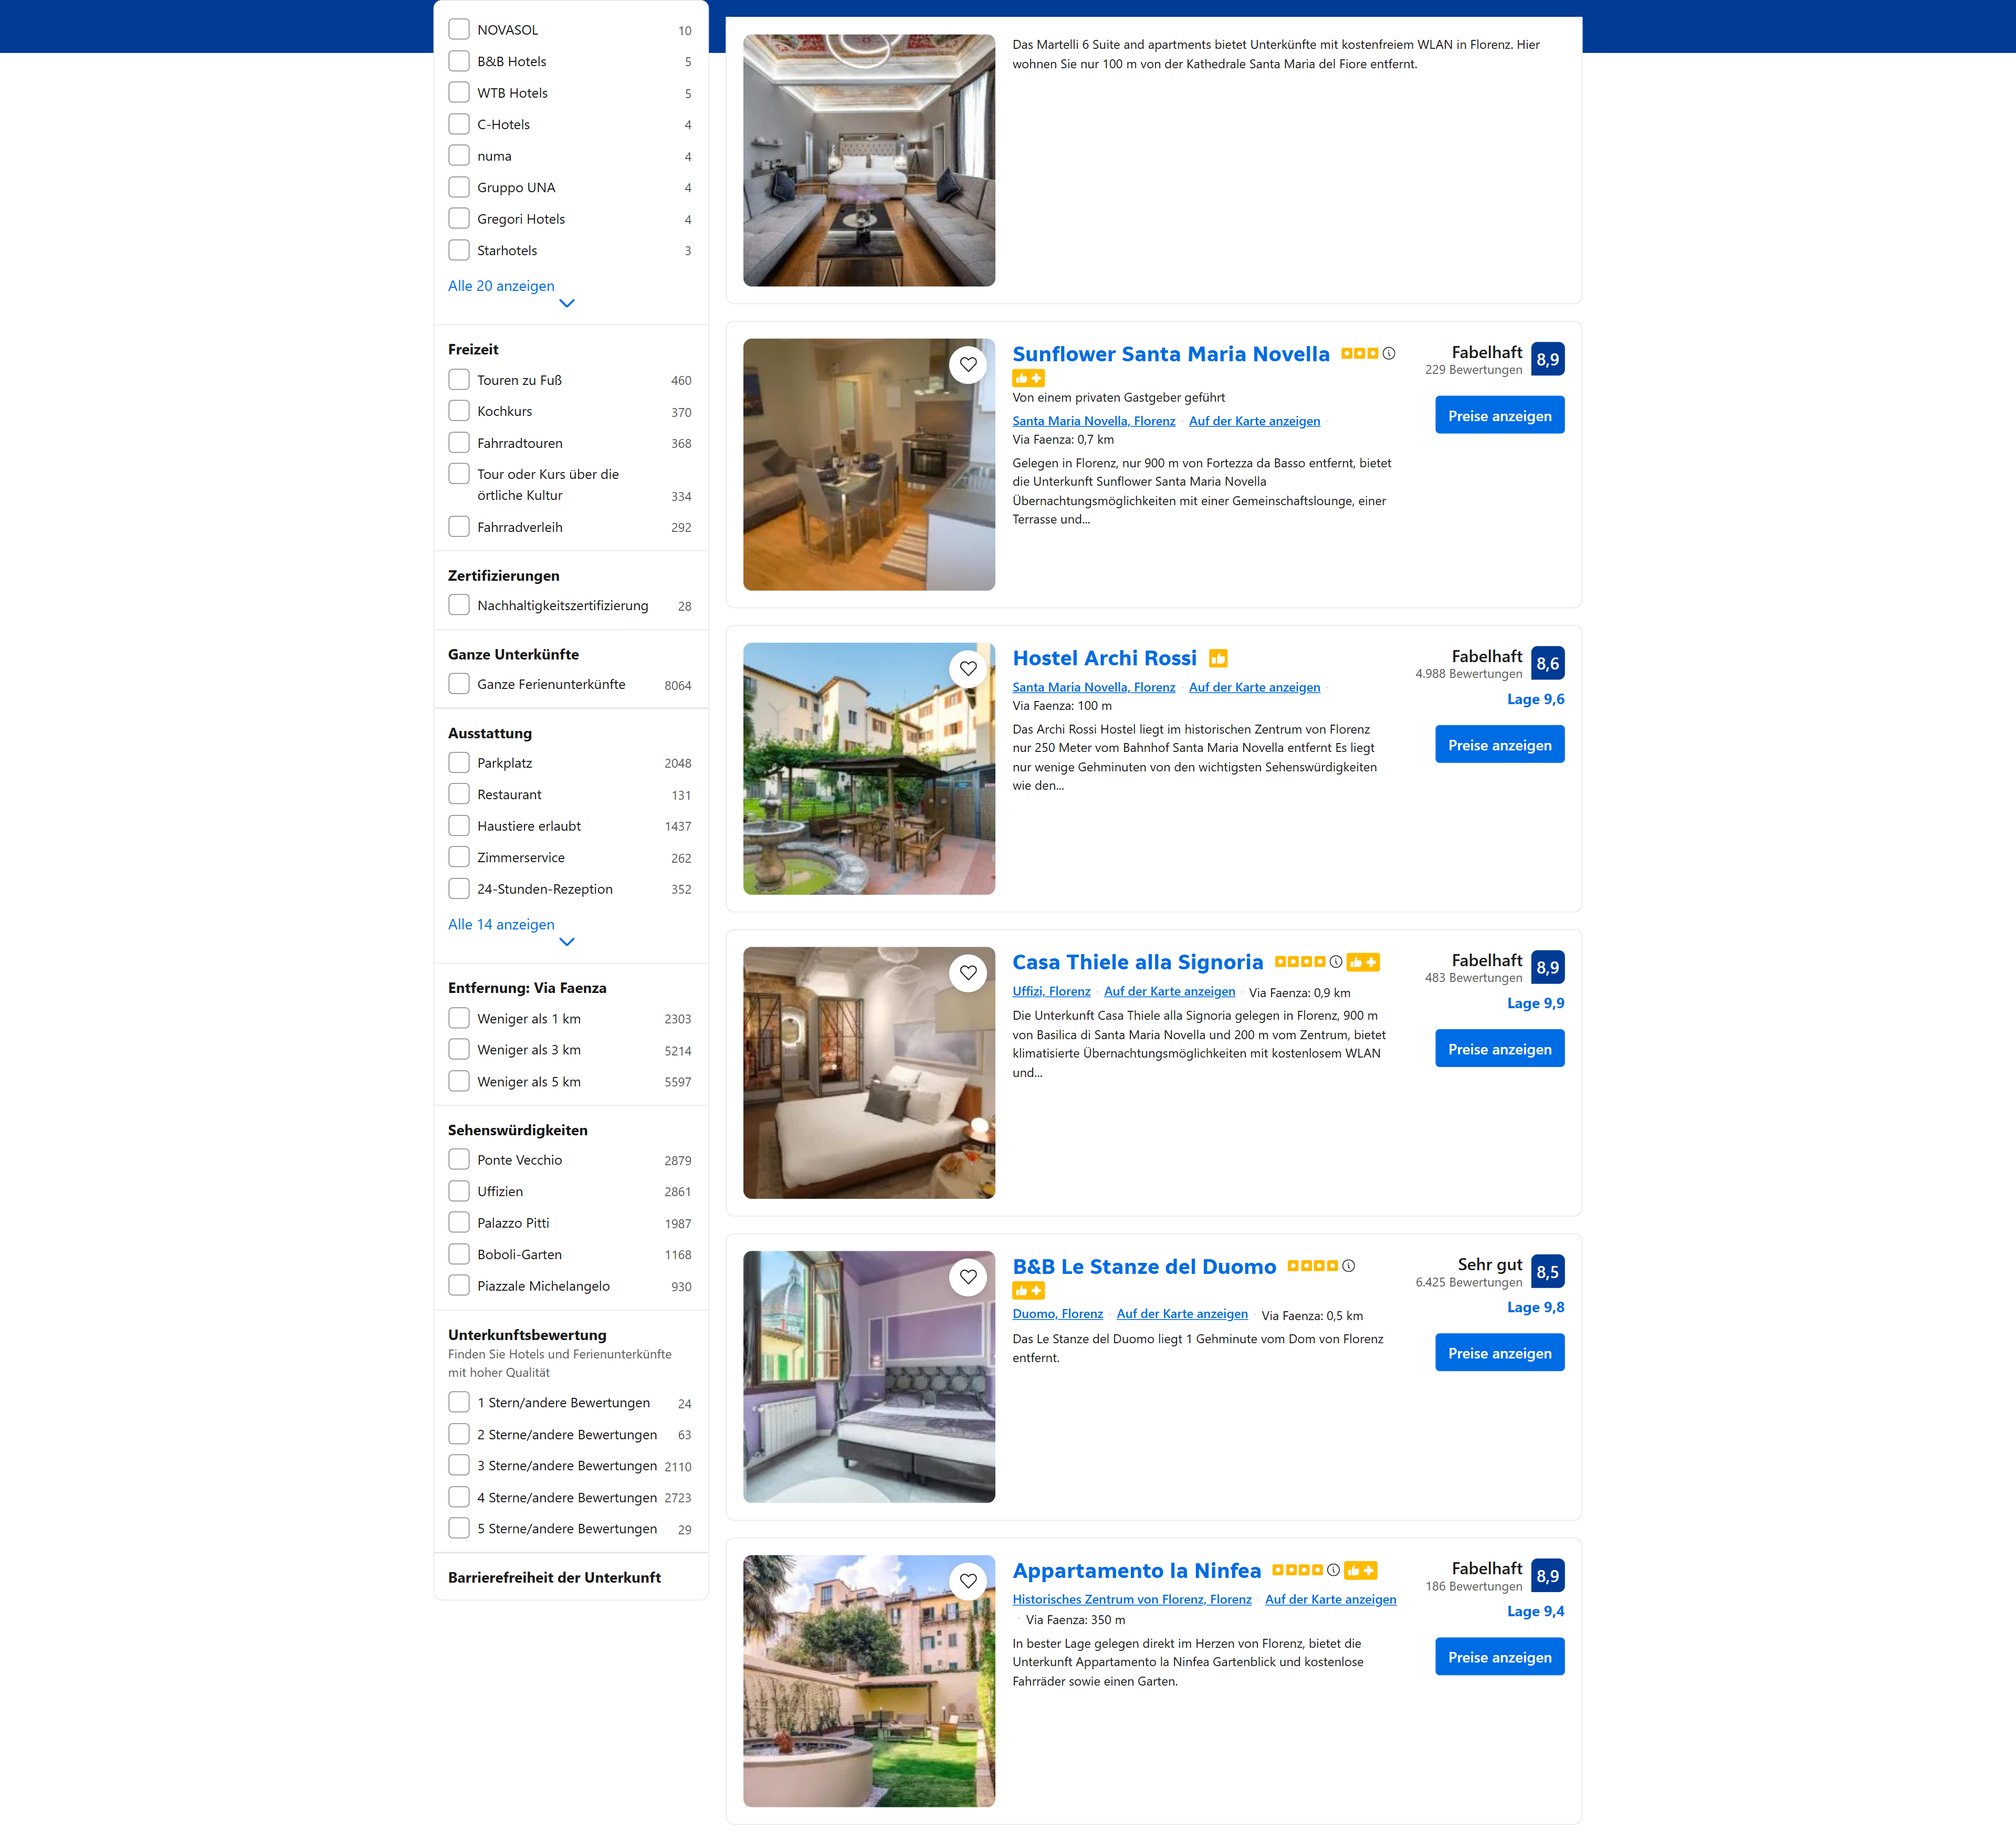 NOVASOL 10
B&B Hotels 5
WTB Hotels 5
C-Hotels 4
numa 4
Gruppo UNA 4
Gregori Hotels 4
Starhotels 3
Alle 20 anzeigen
Freizeit
Touren zu Fuß 460
Kochkurs 370
Fahrradtouren 368
Tour oder Kurs über die
örtliche Kultur 334
Fahrradverleih 292
Zertifizierungen
Nachhaltigkeitszertifizierung 28
Ganze Unterkünfte
Ganze Ferienunterkünfte 8064
Ausstattung
Parkplatz 2048
Restaurant 131
Haustiere erlaubt 1437
Zimmerservice 262
24-Stunden-Rezeption 352
Alle 14 anzeigen
Entfernung: Via Faenza
Weniger als 1 km 2303
Weniger als 3 km 5214
Weniger als 5 km 5597
Sehenswürdigkeiten
Ponte Vecchio 2879
Uffizien 2861
Palazzo Pitti 1987
Boboli-Garten 1168
Piazzale Michelangelo 930
Unterkunftsbewertung
Finden Sie Hotels und Ferienunterkünfte
mit hoher Qualität
1 Stern/andere Bewertungen 24
2 Sterne/andere Bewertungen 63
3 Sterne/andere Bewertungen 2110
4 Sterne/andere Bewertungen 2723
5 Sterne/andere Bewertungen 29
Barrierefreiheit der Unterkunft
Das Martelli 6 Suite and apartments bietet Unterkünfte mit kostenfreiem WLAN in Florenz. Hier
wohnen Sie nur 100 m von der Kathedrale Santa Maria del Fiore entfernt.
Sunflower Santa Maria Novella
Von einem privaten Gastgeber geführt
Santa Maria Novella, Florenz · Auf der Karte anzeigen ·
Via Faenza: 0,7 km
Gelegen in Florenz, nur 900 m von Fortezza da Basso entfernt, bietet
die Unterkunft Sunflower Santa Maria Novella
Übernachtungsmöglichkeiten mit einer Gemeinschaftslounge, einer
Terrasse und...
Fabelhaft 8,9
229 Bewertungen
Preise anzeigen
Hostel Archi Rossi
Santa Maria Novella, Florenz · Auf der Karte anzeigen ·
Via Faenza: 100 m
Das Archi Rossi Hostel liegt im historischen Zentrum von Florenz
nur 250 Meter vom Bahnhof Santa Maria Novella entfernt Es liegt
nur wenige Gehminuten von den wichtigsten Sehenswürdigkeiten
wie den...
Fabelhaft 8,6
4.988 Bewertungen
Lage 9,6
Preise anzeigen
Casa Thiele alla Signoria
Uffizi, Florenz · Auf der Karte anzeigen · Via Faenza: 0,9 km
Die Unterkunft Casa Thiele alla Signoria gelegen in Florenz, 900 m
von Basilica di Santa Maria Novella und 200 m vom Zentrum, bietet
klimatisierte Übernachtungsmöglichkeiten mit kostenlosem WLAN
und...
Fabelhaft 8,9
483 Bewertungen
Lage 9,9
Preise anzeigen
B&B Le Stanze del Duomo
Duomo, Florenz · Auf der Karte anzeigen · Via Faenza: 0,5 km
Das Le Stanze del Duomo liegt 1 Gehminute vom Dom von Florenz
entfernt.
Sehr gut 8,5
6.425 Bewertungen
Lage 9,8
Preise anzeigen
Appartamento la Ninfea
Historisches Zentrum von Florenz, Florenz · Auf der Karte anzeigen
· Via Faenza: 350 m
In bester Lage gelegen direkt im Herzen von Florenz, bietet die
Unterkunft Appartamento la Ninfea Gartenblick und kostenlose
Fahrräder sowie einen Garten.
Fabelhaft 8,9
186 Bewertungen
Lage 9,4
Preise anzeigen